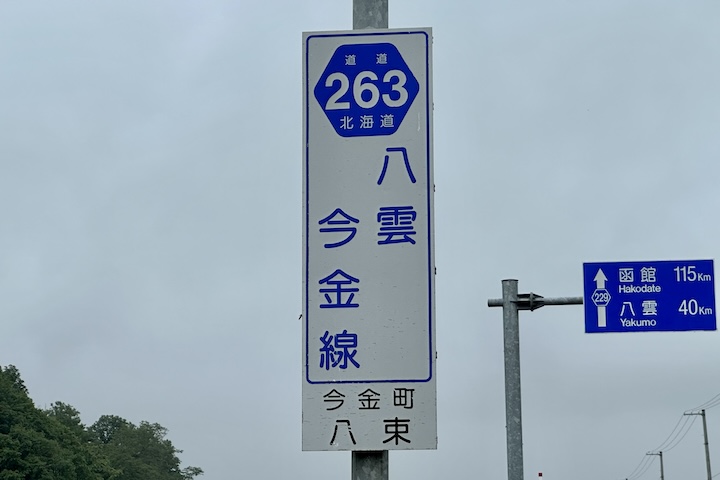 道道
263
北海道
八雲
今金線
今金町
八束
函館 115Km
Hakodate
229
八雲 40Km
Yakumo